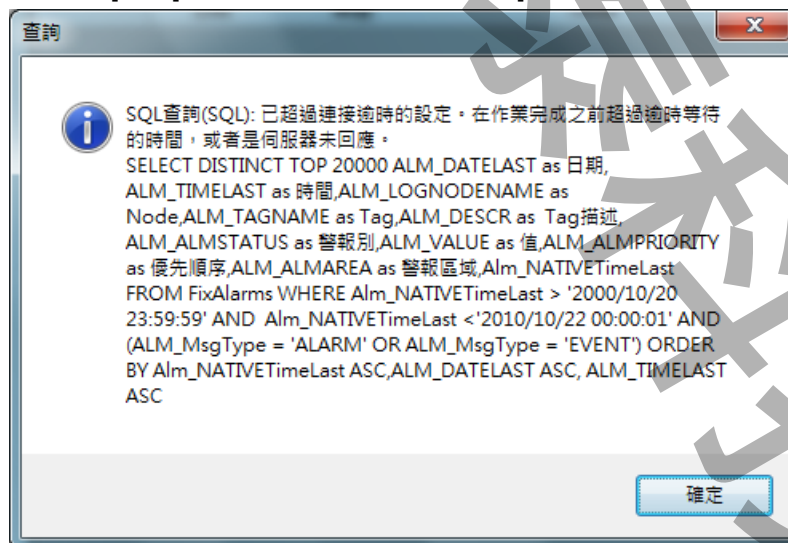 查詢
SQL查詢(SQL): 已超過連接逾時的設定。在作業完成之前超過逾時等待
的時間，或者是伺服器未回應。
SELECT DISTINCT TOP 20000 ALM_DATELAST as 日期,
ALM_TIMELAST as 時間,ALM_LOGNODENAME as
Node,ALM_TAGNAME as Tag,ALM_DESCR as Tag描述,
ALM_ALMSTATUS as 警報別,ALM_VALUE as 值,ALM_ALMPRIORITY
as 優先順序,ALM_ALMAREA as 警報區域,Alm_NATIVETimeLast
FROM FixAlarms WHERE Alm_NATIVETimeLast > '2000/10/20
23:59:59' AND Alm_NATIVETimeLast <'2010/10/22 00:00:01' AND
(ALM_MsgType = 'ALARM' OR ALM_MsgType = 'EVENT') ORDER
BY Alm_NATIVETimeLast ASC,ALM_DATELAST ASC, ALM_TIMELAST
ASC
確定